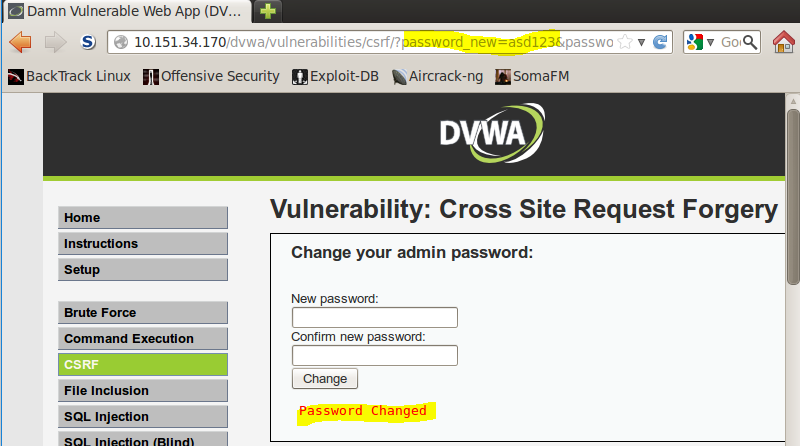 Damn Vulnerable Web App (DV...
10.151.34.170/dvwa/vulnerabilities/csrf/?password_new=asd123&passwo
Goo
BackTrack Linux Offensive Security Exploit-DB Aircrack-ng SomaFM
DVWA
Home
Instructions
Setup
Brute Force
Command Execution
CSRF
File Inclusion
SQL Injection
SQL Injection (Blind)
Vulnerability: Cross Site Request Forgery
Change your admin password:
New password:
Confirm new password:
Change
Password Changed